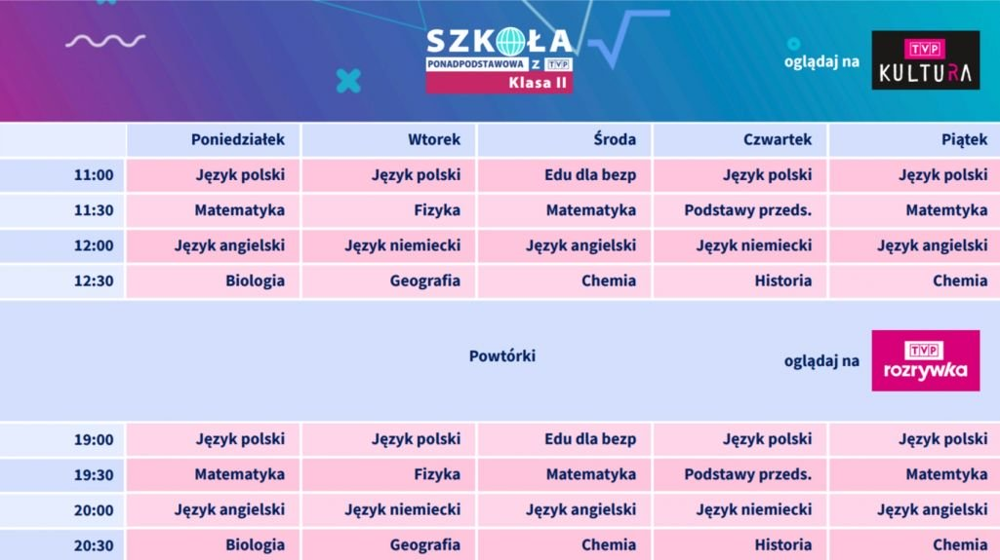 SZKOŁA
PONADPODSTAWOWA z TVP
Klasa II
oglądaj na
TVP
KULTURA
Poniedziałek Wtorek Środa Czwartek Piątek
11:00 Język polski Język polski Edu dla bezp Język polski Język polski
11:30 Matematyka Fizyka Matematyka Podstawy przeds. Matemtyka
12:00 Język angielski Język niemiecki Język angielski Język niemiecki Język angielski
12:30 Biologia Geografia Chemia Historia Chemia
Powtórki
oglądaj na
TVP
rozrywka
19:00 Język polski Język polski Edu dla bezp Język polski Język polski
19:30 Matematyka Fizyka Matematyka Podstawy przeds. Matemtyka
20:00 Język angielski Język niemiecki Język angielski Język niemiecki Język angielski
20:30 Biologia Geografia Chemia Historia Chemia